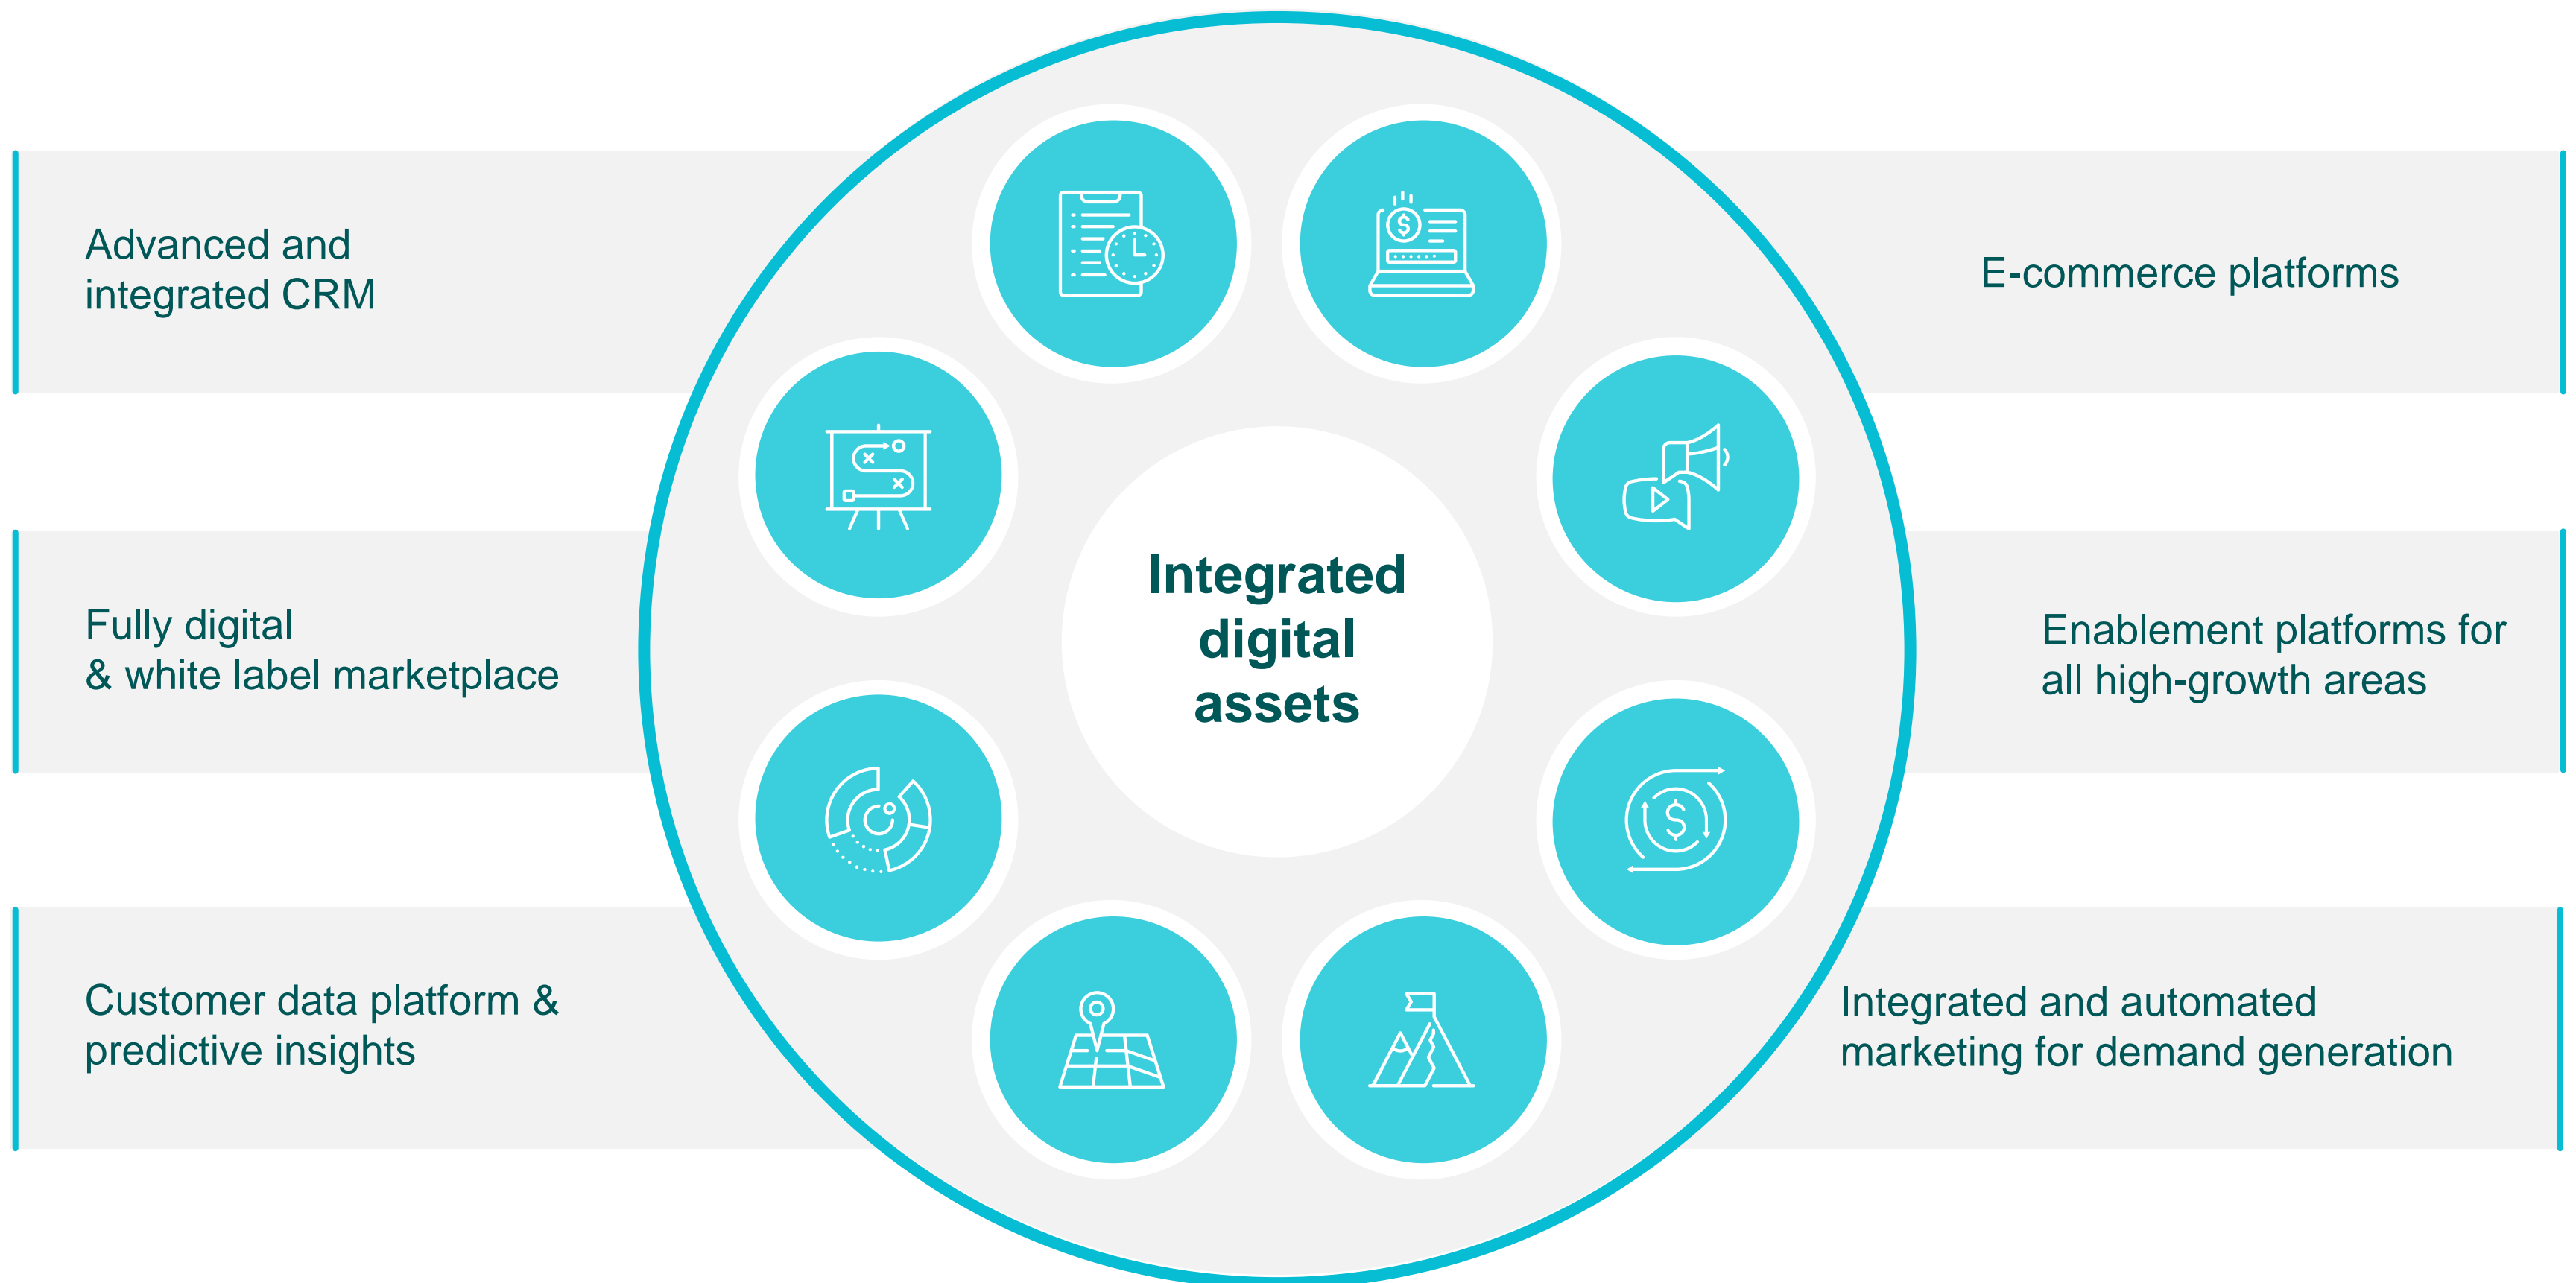 Advanced and
integrated CRM
Fully digital
& white label marketplace
Customer data platform &
predictive insights
Integrated
digital
assets
E-commerce platforms
Enablement platforms for
all high-growth areas
Integrated and automated
marketing for demand generation